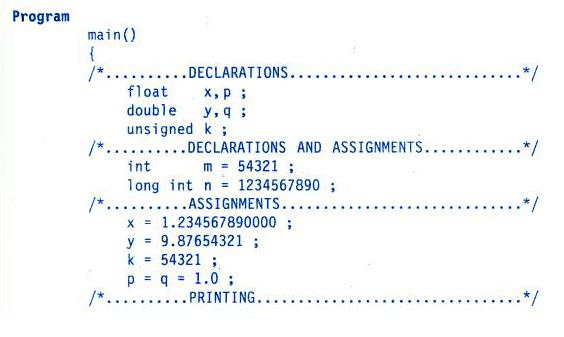 Program
main()
{
/*..........DECLARATIONS.............................*/
float x,p ;
double y,q ;
unsigned k ;
/*..........DECLARATIONS AND ASSIGNMENTS............*/
int m = 54321 ;
long int n = 1234567890 ;
/*..........ASSIGNMENTS..............................*/
x = 1.234567890000 ;
y = 9.87654321 ;
k = 54321 ;
p = q = 1.0 ;
/*..........PRINTING.................................*/